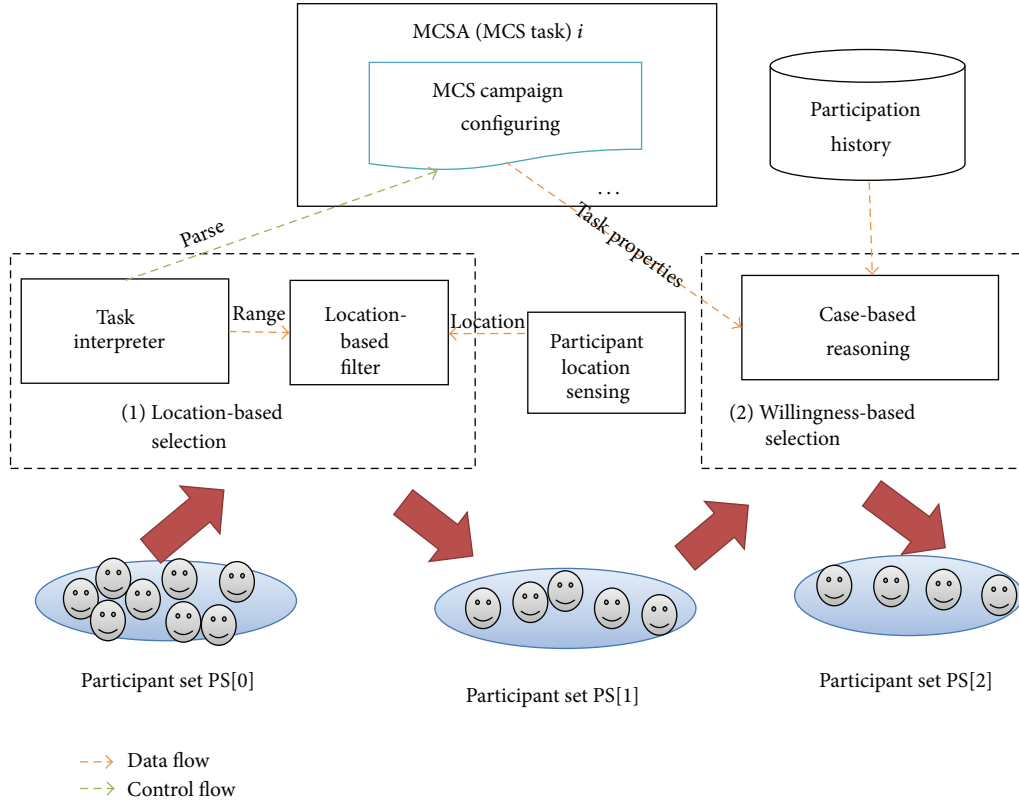 MCSA (MCS task) i
MCS campaign
configuring
...
Participation
history
Parse
Task properties
Task
interpreter
Range
Location-
based
filter
Location
Participant
location
sensing
Case-based
reasoning
(1) Location-based
selection
(2) Willingness-based
selection
Participant set PS[0]
Participant set PS[1]
Participant set PS[2]
Data flow
Control flow